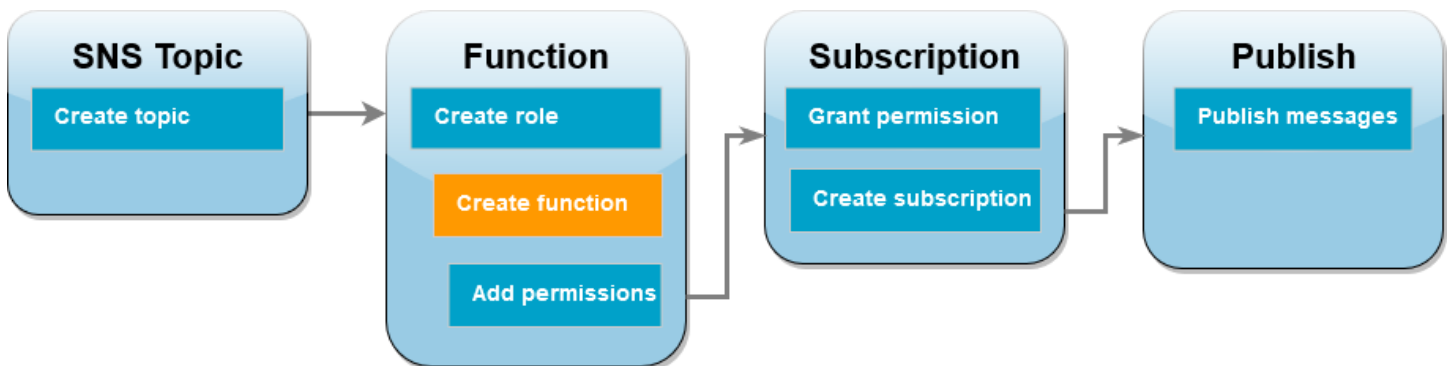 SNS Topic
Create topic
Function
Create role
Create function
Add permissions
Subscription
Grant permission
Create subscription
Publish
Publish messages